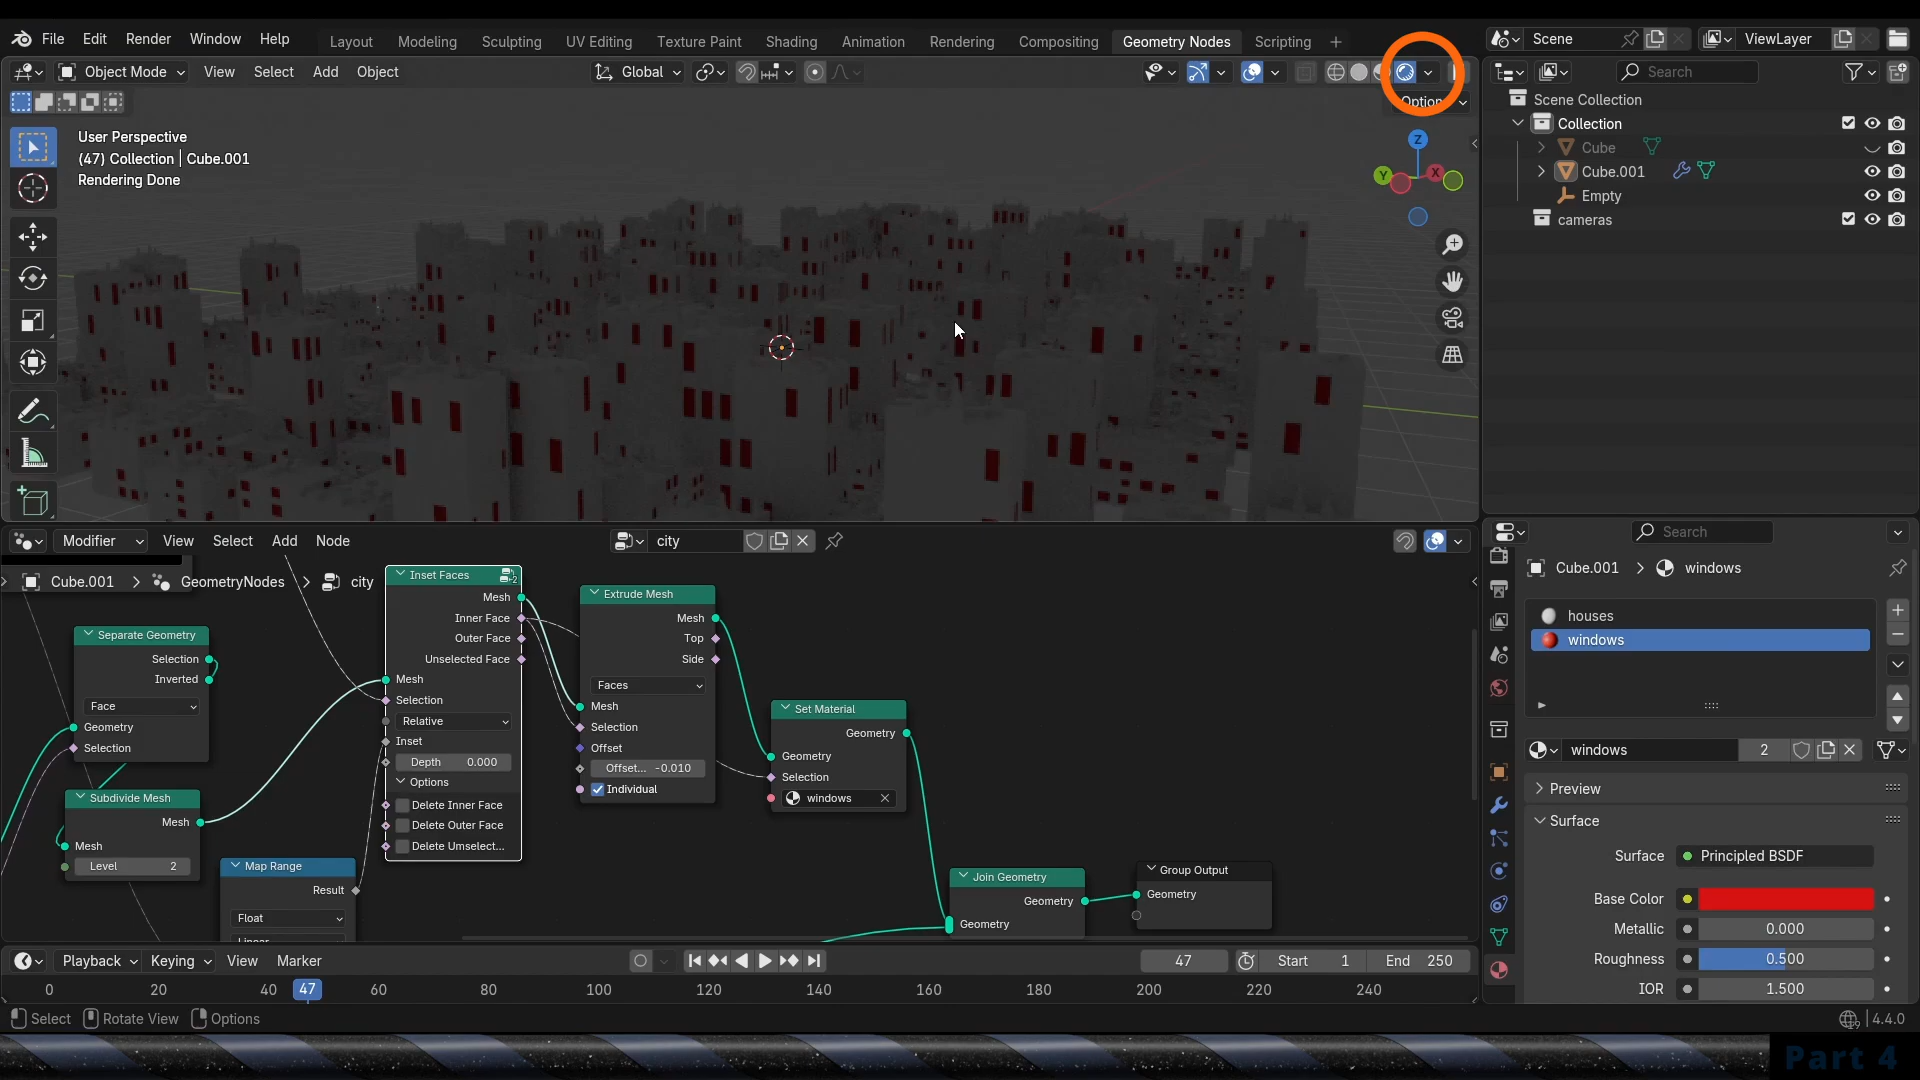 File Edit Render Window Help Layout Modeling Sculpting UV Editing Texture Paint Shading Animation Rendering Compositing Geometry Nodes Scripting + Scene ViewLayer
Object Mode View Select Add Object Global Search
Options
User Perspective
(47) Collection | Cube.001
Rendering Done
Z
Y
X
Scene Collection
Collection
Cube
Cube.001
Empty
cameras
Modifier View Select Add Node city
Cube.001 > GeometryNodes > city
Separate Geometry
Selection
Inverted
Face
Geometry
Selection
Subdivide Mesh
Mesh
Mesh
Level 2
Map Range
Result
Float
Linear
Inset Faces
2
Mesh
Inner Face
Outer Face
Unselected Face
Mesh
Selection
Relative
Inset
Depth 0.000
Options
Delete Inner Face
Delete Outer Face
Delete Umselect...
Extrude Mesh
Mesh
Top
Side
Faces
Mesh
Selection
Offset
Offset... -0.010
Individual
Set Material
Geometry
Geometry
Selection
windows
Join Geometry
Geometry
Geometry
Group Output
Geometry
Search
Cube.001 > windows
houses
windows
windows 2
Preview
Surface
Surface Principled BSDF
Base Color
Metallic 0.000
Roughness 0.500
IOR 1.500
Playback Keying View Marker 47 Start 1 End 250
0 20 40 47 60 80 100 120 140 160 180 200 220 240
Select Rotate View Options 4.4.0
Part 4